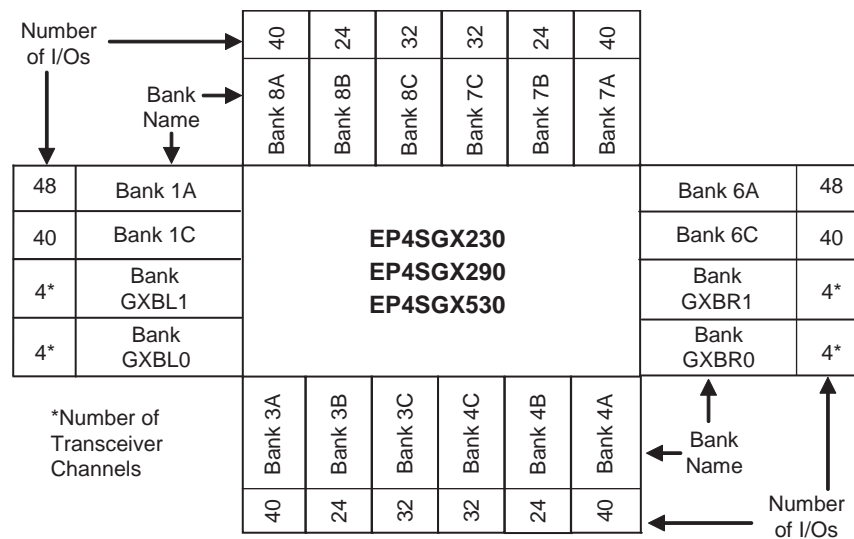 Number
of I/Os
40
24
32
32
24
40
Bank
Name
Bank 8A
Bank 8B
Bank 8C
Bank 7C
Bank 7B
Bank 7A
48
Bank 1A
40
Bank 1C
4*
Bank
GXBL1
4*
Bank
GXBL0
EP4SGX230
EP4SGX290
EP4SGX530
Bank 6A
48
Bank 6C
40
Bank
GXBR1
4*
Bank
GXBR0
4*
*Number of
Transceiver
Channels
Bank 3A
Bank 3B
Bank 3C
Bank 4C
Bank 4B
Bank 4A
Bank
Name
40
24
32
32
24
40
Number
of I/Os